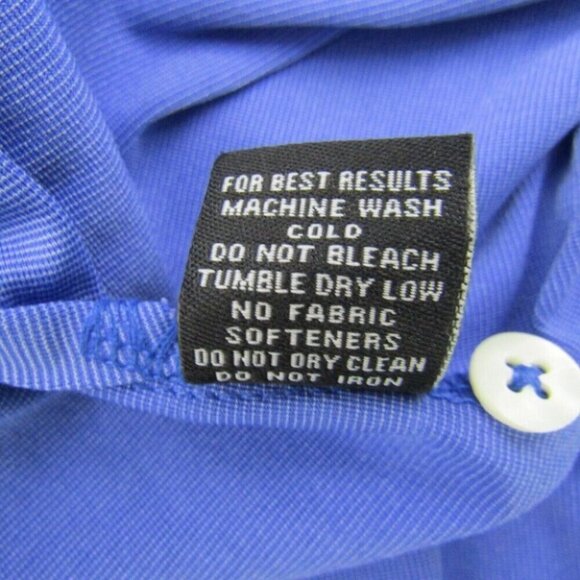 FOR BEST RESULTS
MACHINE WASH
COLD
DO NOT BLEACH
TUMBLE DRY LOW
NO FABRIC
SOFTENERS
DO NOT DRY CLEAN
DO NOT IRON